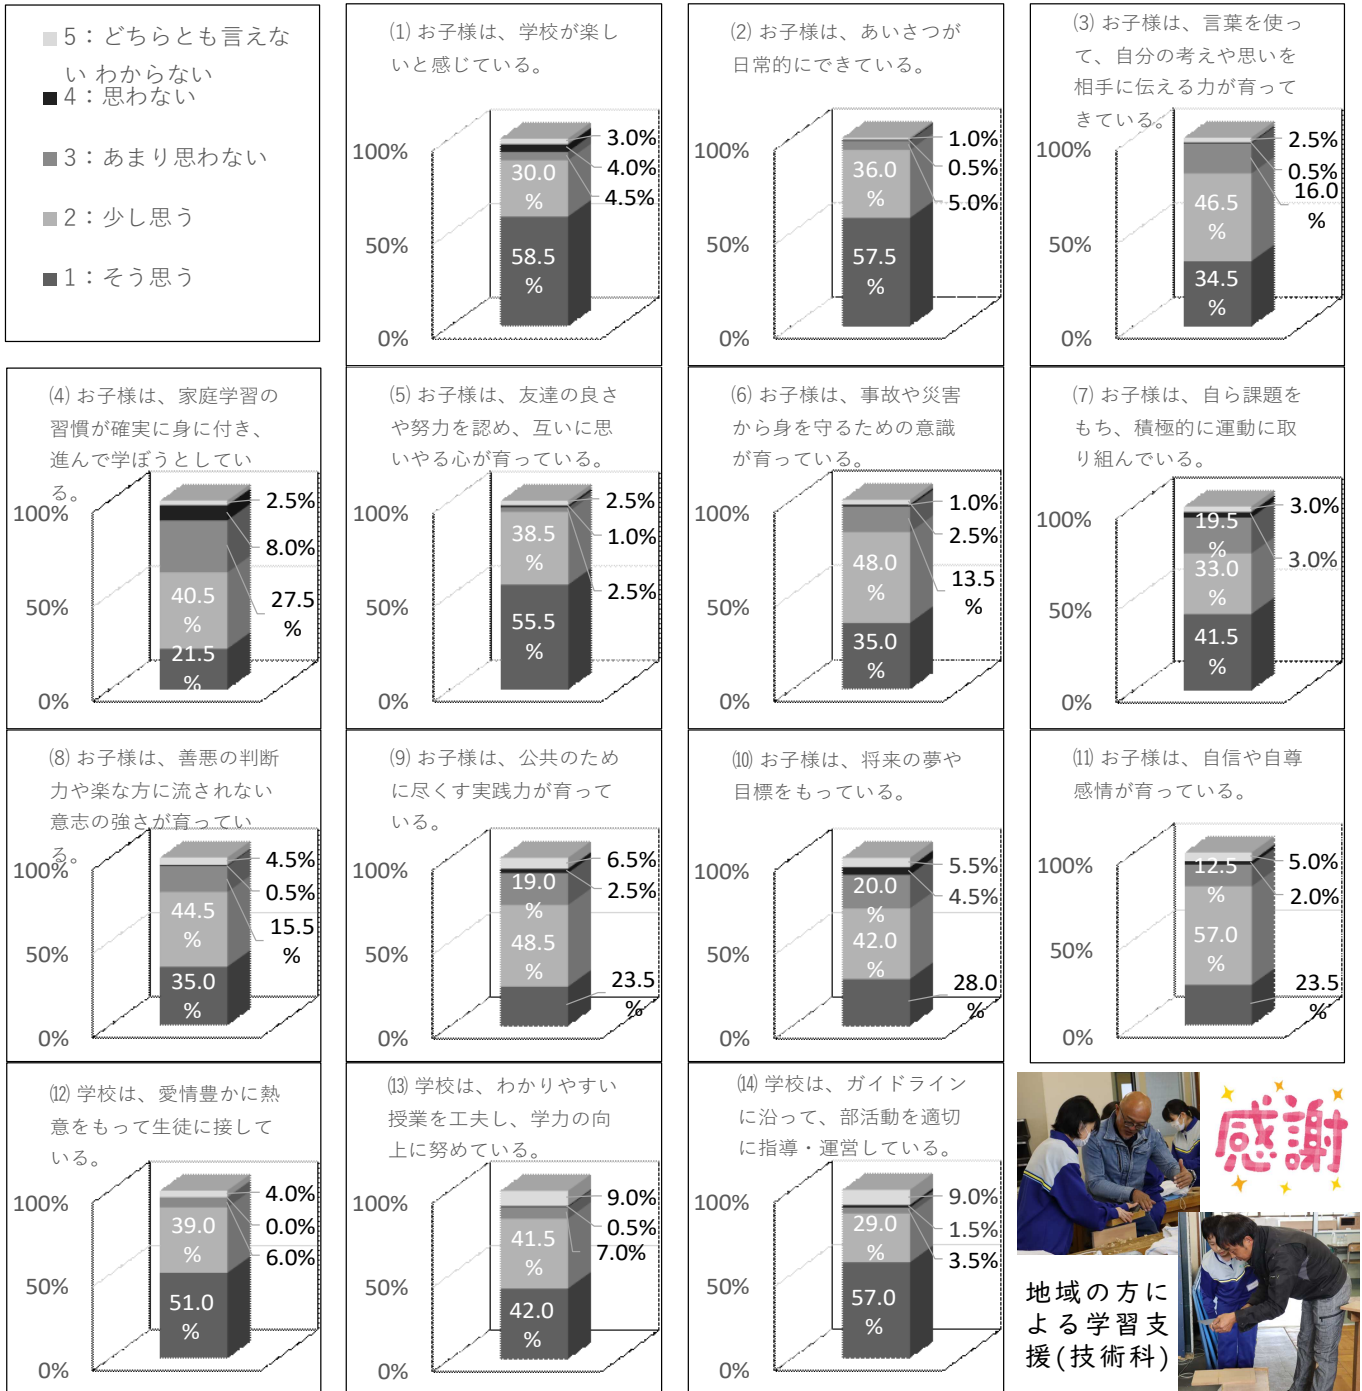 5：どちらとも言えな
い わからない
4：思わない
3：あまり思わない
2：少し思う
1：そう思う
⑴ お子様は、学校が楽し
いと感じている。
100%
50%
0%
3.0%
4.0%
4.5%
30.0
%
58.5
%
⑵ お子様は、あいさつが
日常的にできている。
100%
50%
0%
1.0%
0.5%
5.0%
36.0
%
57.5
%
⑶ お子様は、言葉を使っ
て、自分の考えや思いを
相手に伝える力が育って
きている。
100%
50%
0%
2.5%
0.5%
16.0
%
46.5
%
34.5
%
⑷ お子様は、家庭学習の
習慣が確実に身に付き、
進んで学ぼうとしてい
る。
100%
50%
0%
2.5%
8.0%
27.5
%
40.5
%
21.5
%
⑸ お子様は、友達の良さ
や努力を認め、互いに思
いやる心が育っている。
100%
50%
0%
2.5%
1.0%
2.5%
38.5
%
55.5
%
⑹ お子様は、事故や災害
から身を守るための意識
が育っている。
100%
50%
0%
1.0%
2.5%
13.5
%
48.0
%
35.0
%
⑺ お子様は、自ら課題を
もち、積極的に運動に取
り組んでいる。
100%
50%
0%
3.0%
3.0%
19.5
%
33.0
%
41.5
%
⑻ お子様は、善悪の判断
力や楽な方に流されない
意志の強さが育ってい
る。
100%
50%
0%
4.5%
0.5%
15.5
%
44.5
%
35.0
%
⑼ お子様は、公共のため
に尽くす実践力が育って
いる。
100%
50%
0%
6.5%
2.5%
19.0
%
48.5
%
23.5
%
⑽ お子様は、将来の夢や
目標をもっている。
100%
50%
0%
5.5%
4.5%
20.0
%
42.0
%
28.0
%
⑾ お子様は、自信や自尊
感情が育っている。
100%
50%
0%
5.0%
2.0%
12.5
%
57.0
%
23.5
%
⑿ 学校は、愛情豊かに熱
意をもって生徒に接して
いる。
100%
50%
0%
4.0%
0.0%
6.0%
39.0
%
51.0
%
⒀ 学校は、わかりやすい
授業を工夫し、学力の向
上に努めている。
100%
50%
0%
9.0%
0.5%
7.0%
41.5
%
42.0
%
⒁ 学校は、ガイドライン
に沿って、部活動を適切
に指導・運営している。
100%
50%
0%
9.0%
1.5%
3.5%
29.0
%
57.0
%
感謝
地域の方に
よる学習支
援(技術科)